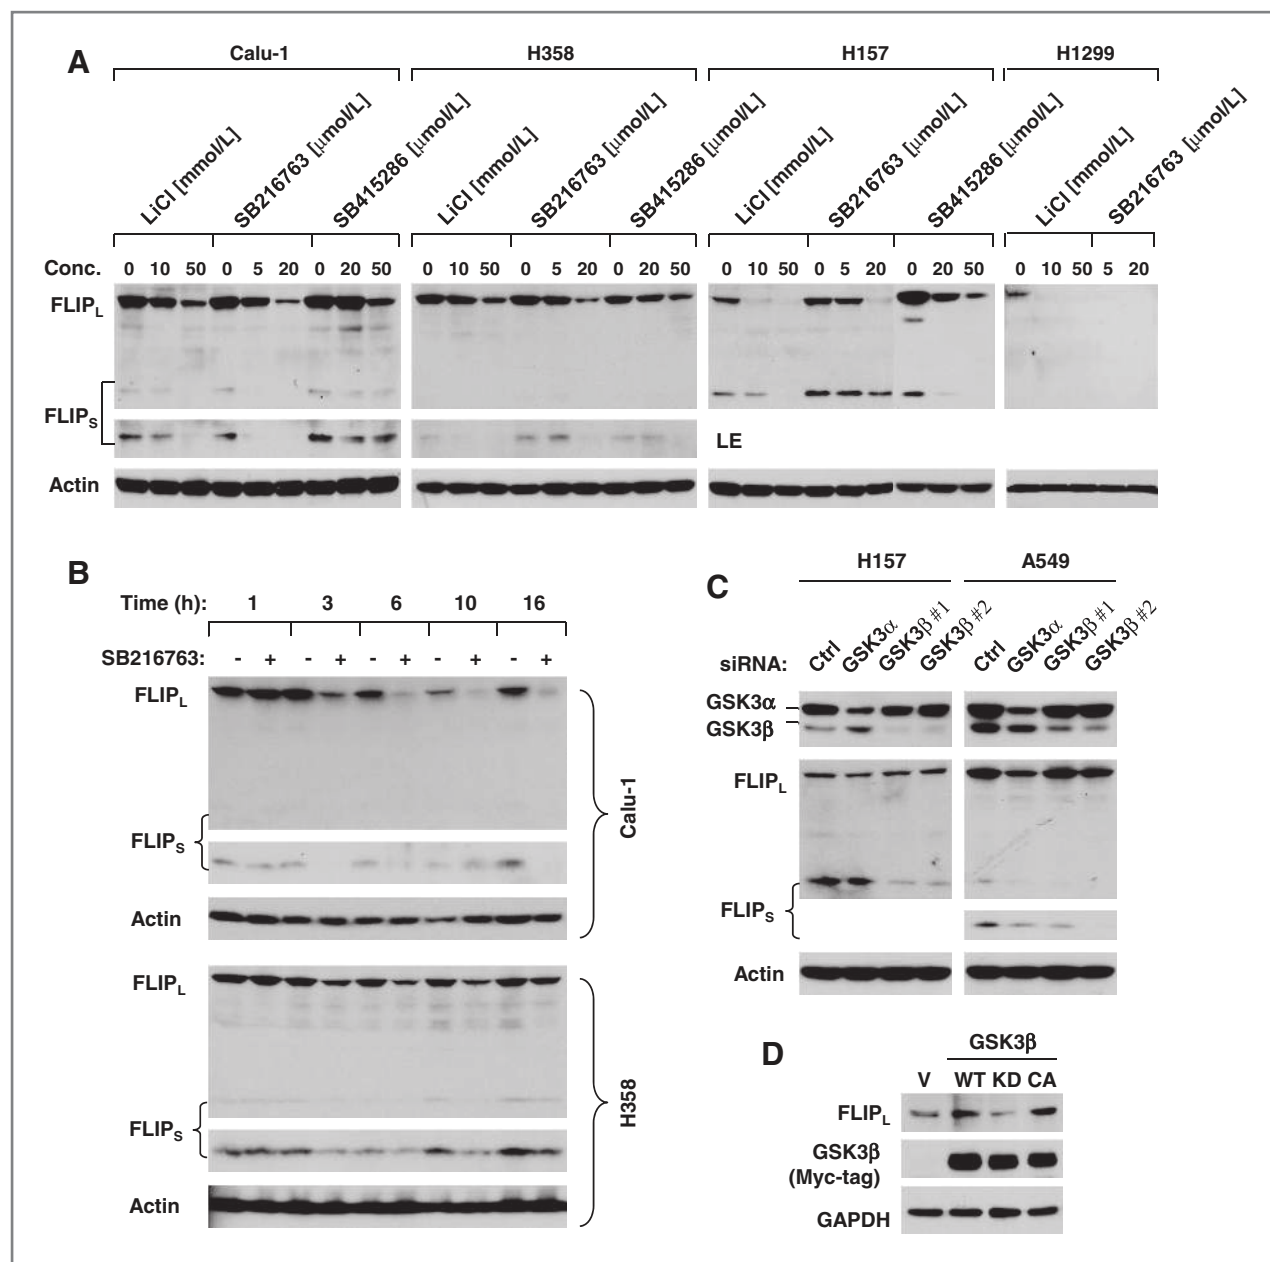 A
Calu-1 H358 H157 H1299
LiCl [mmol/L] SB216763 [µmol/L] SB415286 [µmol/L] LiCl [mmol/L] SB216763 [µmol/L] SB415286 [µmol/L] LiCl [mmol/L] SB216763 [µmol/L] SB415286 [µmol/L] LiCl [mmol/L] SB216763 [µmol/L]
Conc. 0 10 50 0 5 20 0 20 50 0 10 50 0 5 20 0 20 50 0 10 50 0 5 20 0 20 50 0 10 50 5 20
FLIPL
FLIPS
LE
Actin
B
Time (h): 1 3 6 10 16
SB216763: - + - + - + - + - +
FLIPL
FLIPS
Actin
Calu-1
FLIPL
FLIPS
Actin
H358
C
H157 A549
siRNA: Ctrl GSK3α GSK3β #1 GSK3β #2 Ctrl GSK3α GSK3β #1 GSK3β #2
GSK3α
GSK3β
FLIPL
FLIPS
Actin
D
GSK3β
V WT KD CA
FLIPL
GSK3β
(Myc-tag)
GAPDH